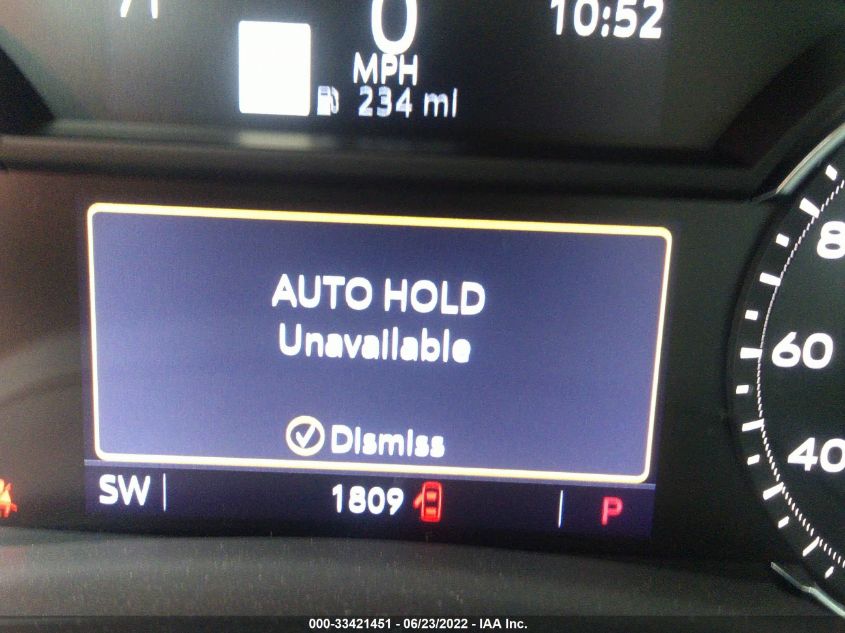 0
10:52
MPH
234 mi
AUTO HOLD
Unavailable
Dismiss
SW
1809
P
8
60
40
000-33421451 - 06/23/2022 - IAA Inc.